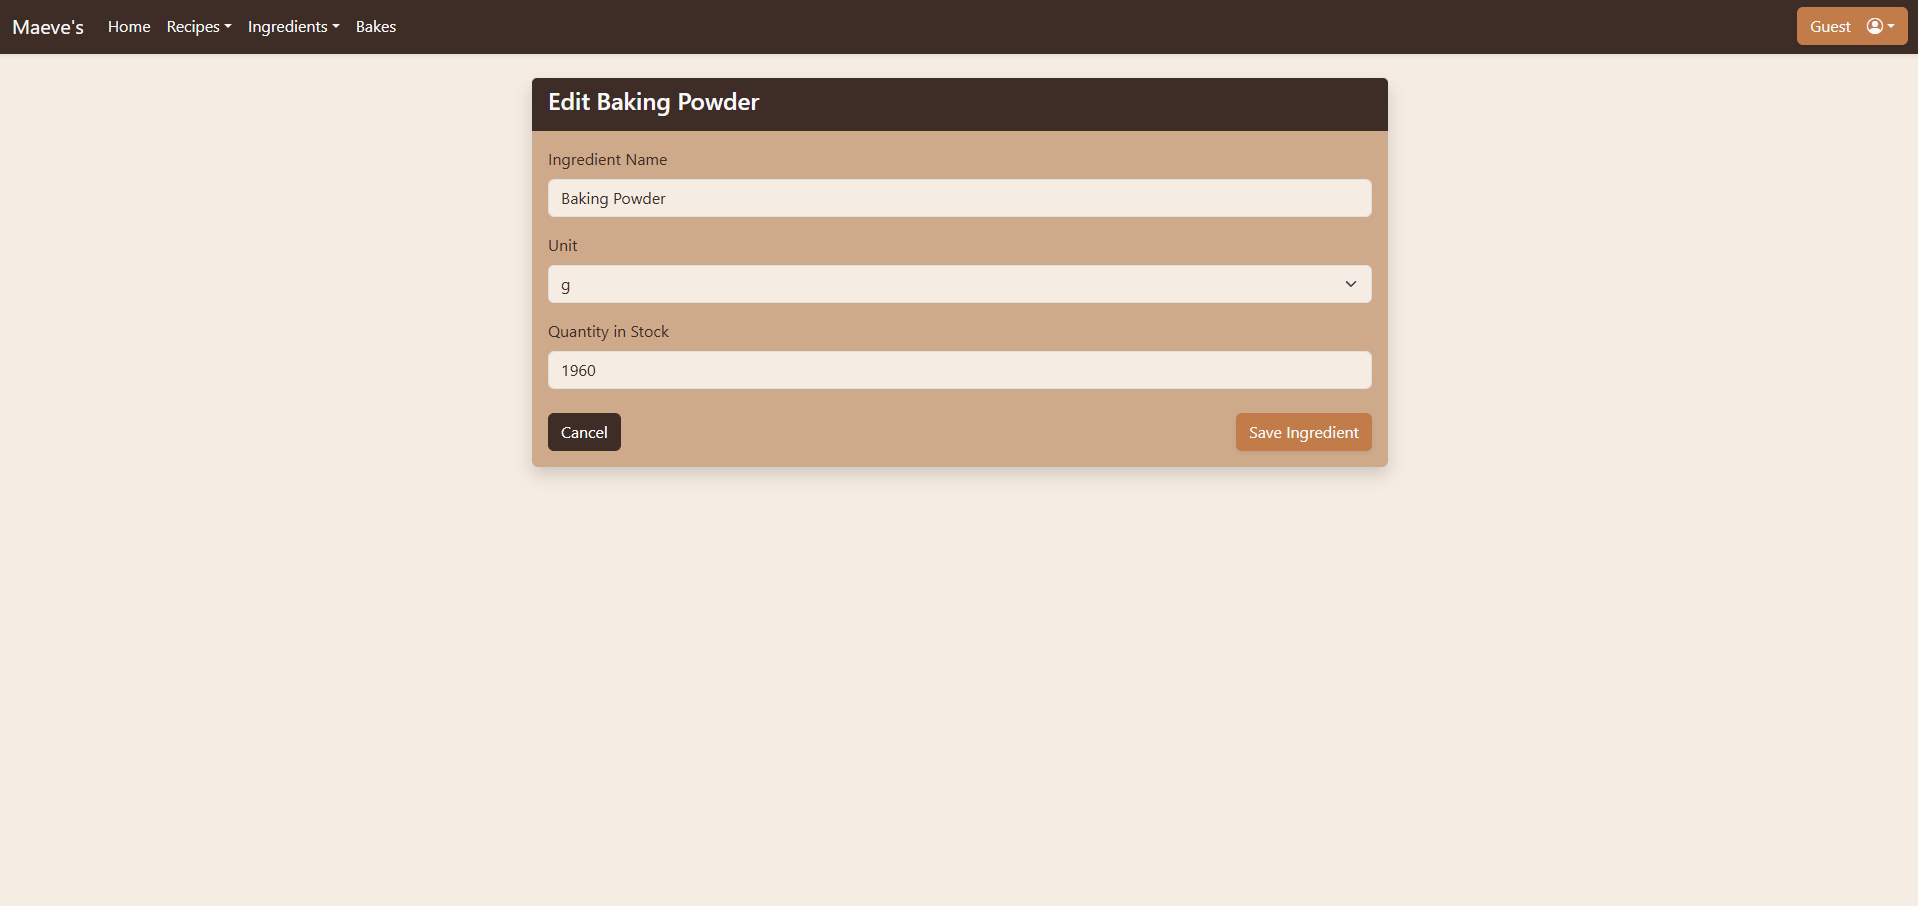 Maeve's Home Recipes Ingredients Bakes Guest
Edit Baking Powder
Ingredient Name
Baking Powder
Unit
g
Quantity in Stock
1960
Cancel Save Ingredient